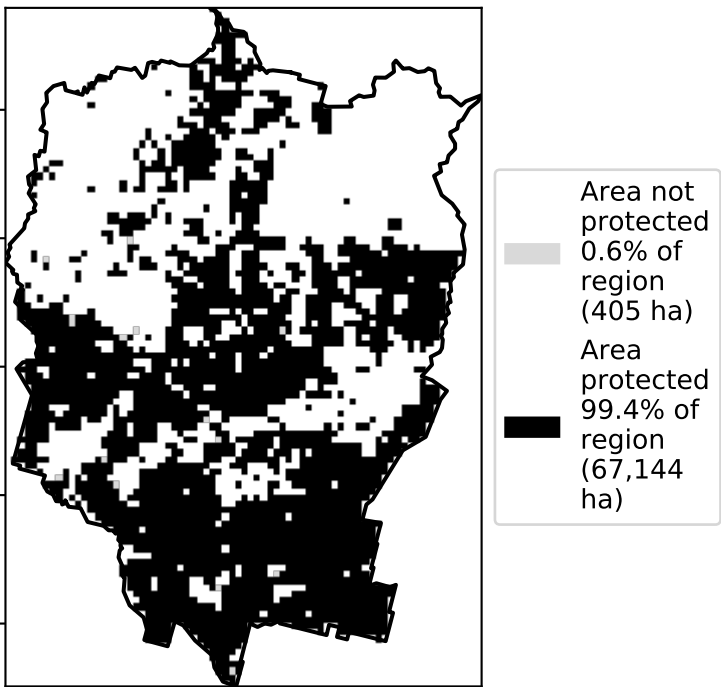 Area not
protected
0.6% of
region
(405 ha)
Area
protected
99.4% of
region
(67,144
ha)